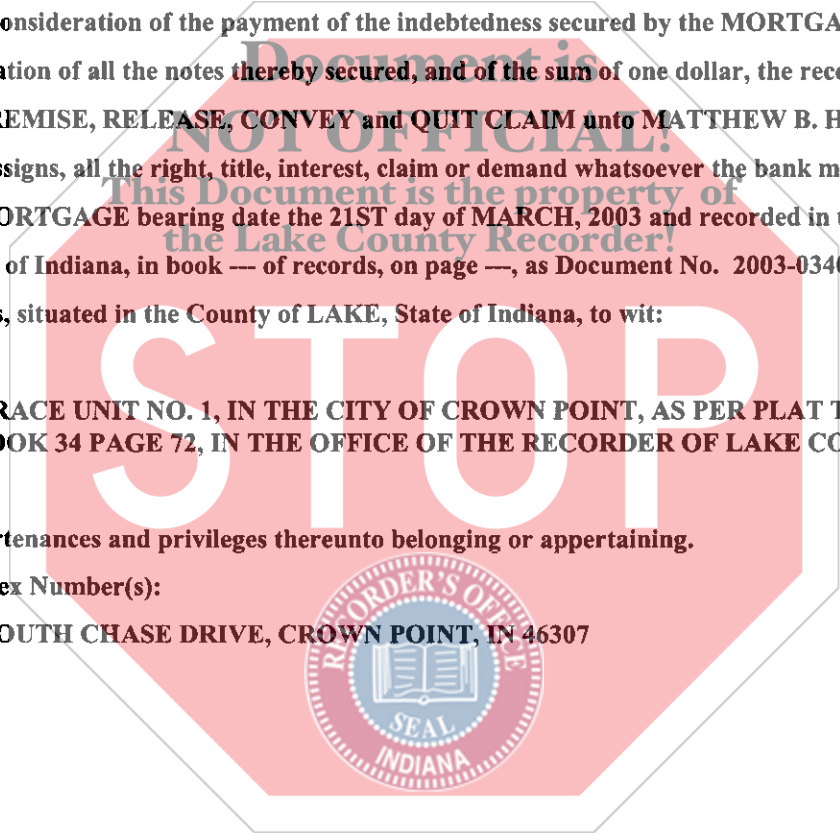 onsideration of the payment of the indebtedness secured by the MORTGA
Document is
ation of all the notes thereby secured, and of the sum of one dollar, the rece
NOT OFFICIAL!
REMISE, RELEASE, CONVEY and QUIT CLAIM unto MATTHEW B. H
ssigns, all the right, title, interest, claim or demand whatsoever the bank m
This Document is the property of
ORTGAGE bearing date the 21ST day of MARCH, 2003 and recorded in
the Lake County Recorder!
of Indiana, in book --- of records, on page ---, as Document No. 2003-034
s, situated in the County of LAKE, State of Indiana, to wit:
STOP
RACE UNIT NO. 1, IN THE CITY OF CROWN POINT, AS PER PLAT T
OOK 34 PAGE 72, IN THE OFFICE OF THE RECORDER OF LAKE CO
rtenances and privileges thereunto belonging or appertaining.
ex Number(s):
OUTH CHASE DRIVE, CROWN POINT, IN 46307
RECORDER'S OFFICE
SEAL
INDIANA